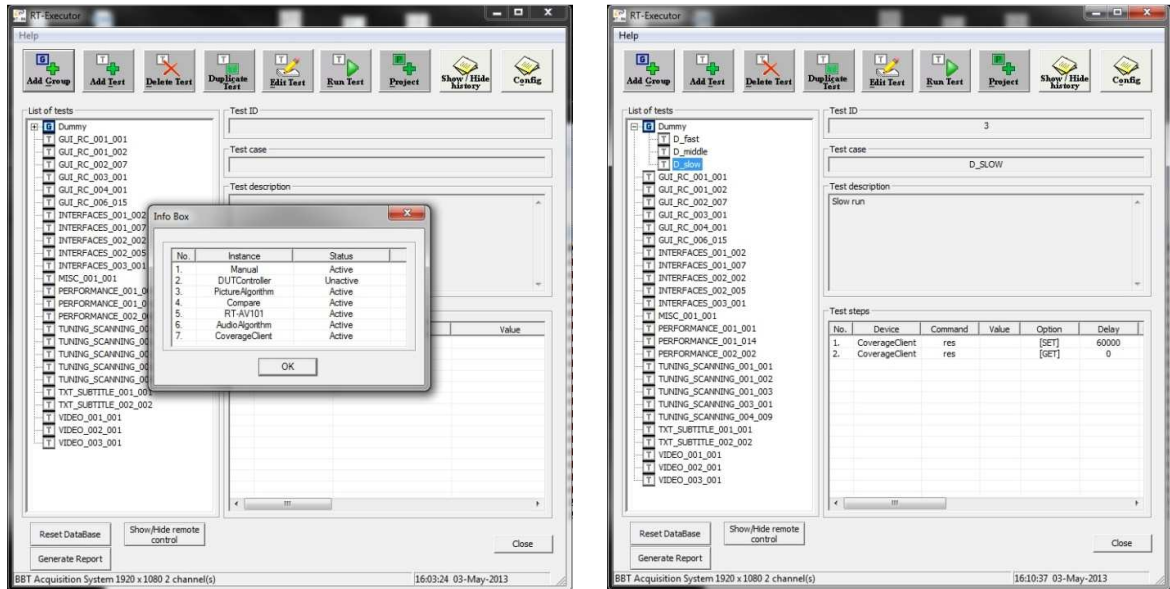 RT-Executor
Help
Add Group Add Test Delete Test Duplicate Test Edit Test Run Test Project Show / Hide history Config
List of tests
Dummy
GUI_RC_001_001
GUI_RC_001_002
GUI_RC_002_007
GUI_RC_003_001
GUI_RC_004_001
GUI_RC_006_015
INTERFACES_001_002
INTERFACES_001_007
INTERFACES_002_002
INTERFACES_002_005
INTERFACES_003_001
MISC_001_001
PERFORMANCE_001_0
PERFORMANCE_001_0
PERFORMANCE_002_0
TUNING_SCANNING_00
TUNING_SCANNING_00
TUNING_SCANNING_00
TUNING_SCANNING_00
TUNING_SCANNING_00
TXT_SUBTITLE_001_001
TXT_SUBTITLE_002_002
VIDEO_001_001
VIDEO_002_001
VIDEO_003_001
Test ID
Test case
Test description
Value
Info Box
No. Instance Status
1. Manual Active
2. DUTController Unactive
3. PictureAlgorithm Active
4. Compare Active
5. RT-AV101 Active
6. AudioAlgorithm Active
7. CoverageClient Active
OK
Reset DataBase
Show/Hide remote control
Generate Report
Close
BBT Acquisition System 1920 x 1080 2 channel(s) 16:03:24 03-May-2013
RT-Executor
Help
Add Group Add Test Delete Test Duplicate Test Edit Test Run Test Project Show / Hide history Config
List of tests
Dummy
D_fast
D_middle
D_slow
GUI_RC_001_001
GUI_RC_001_002
GUI_RC_002_007
GUI_RC_003_001
GUI_RC_004_001
GUI_RC_006_015
INTERFACES_001_002
INTERFACES_001_007
INTERFACES_002_002
INTERFACES_002_005
INTERFACES_003_001
MISC_001_001
PERFORMANCE_001_001
PERFORMANCE_001_014
PERFORMANCE_002_002
TUNING_SCANNING_001_001
TUNING_SCANNING_001_002
TUNING_SCANNING_001_003
TUNING_SCANNING_003_001
TUNING_SCANNING_004_009
TXT_SUBTITLE_001_001
TXT_SUBTITLE_002_002
VIDEO_001_001
VIDEO_002_001
VIDEO_003_001
Test ID
3
Test case
D_SLOW
Test description
Slow run
Test steps
No. Device Command Value Option Delay
1. CoverageClient res [SET] 60000
2. CoverageClient res [GET] 0
Reset DataBase
Show/Hide remote control
Generate Report
Close
BBT Acquisition System 1920 x 1080 2 channel(s) 16:10:37 03-May-2013